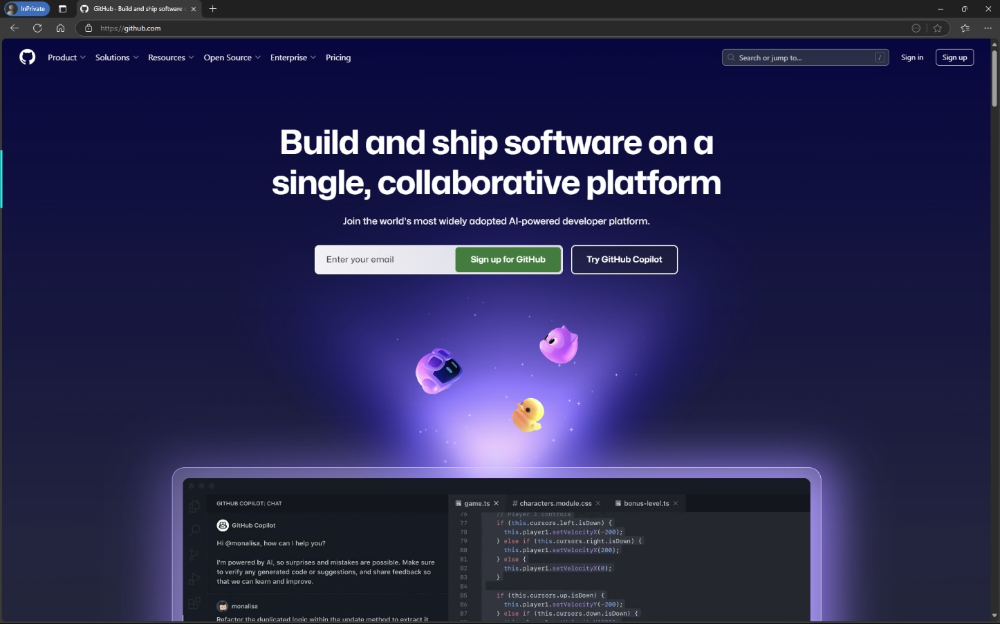 InPrivate
GitHub · Build and ship software
https://github.com
Product Solutions Resources Open Source Enterprise Pricing
Search or jump to... /
Sign in
Sign up
Build and ship software on a
single, collaborative platform
Join the world’s most widely adopted AI-powered developer platform.
Enter your email
Sign up for GitHub
Try GitHub Copilot
GITHUB COPILOT: CHAT
GitHub Copilot
Hi @monalisa, how can I help you?
I'm powered by AI, so surprises and mistakes are possible. Make sure
to verify any generated code or suggestions, and share feedback so
that we can learn and improve.
monalisa
Refactor the duplicated logic within the update method to extract it
game.ts
# characters.module.css
bonus-level.ts
76 // Player 1 controls
77 if (this.cursors.left.isDown) {
78 this.player1.setVelocityX(-200);
79 } else if (this.cursors.right.isDown) {
80 this.player1.setVelocityX(200);
81 } else {
82 this.player1.setVelocityX(0);
83 }
84
85 if (this.cursors.up.isDown) {
86 this.player1.setVelocityY(-200);
87 } else if (this.cursors.down.isDown) {